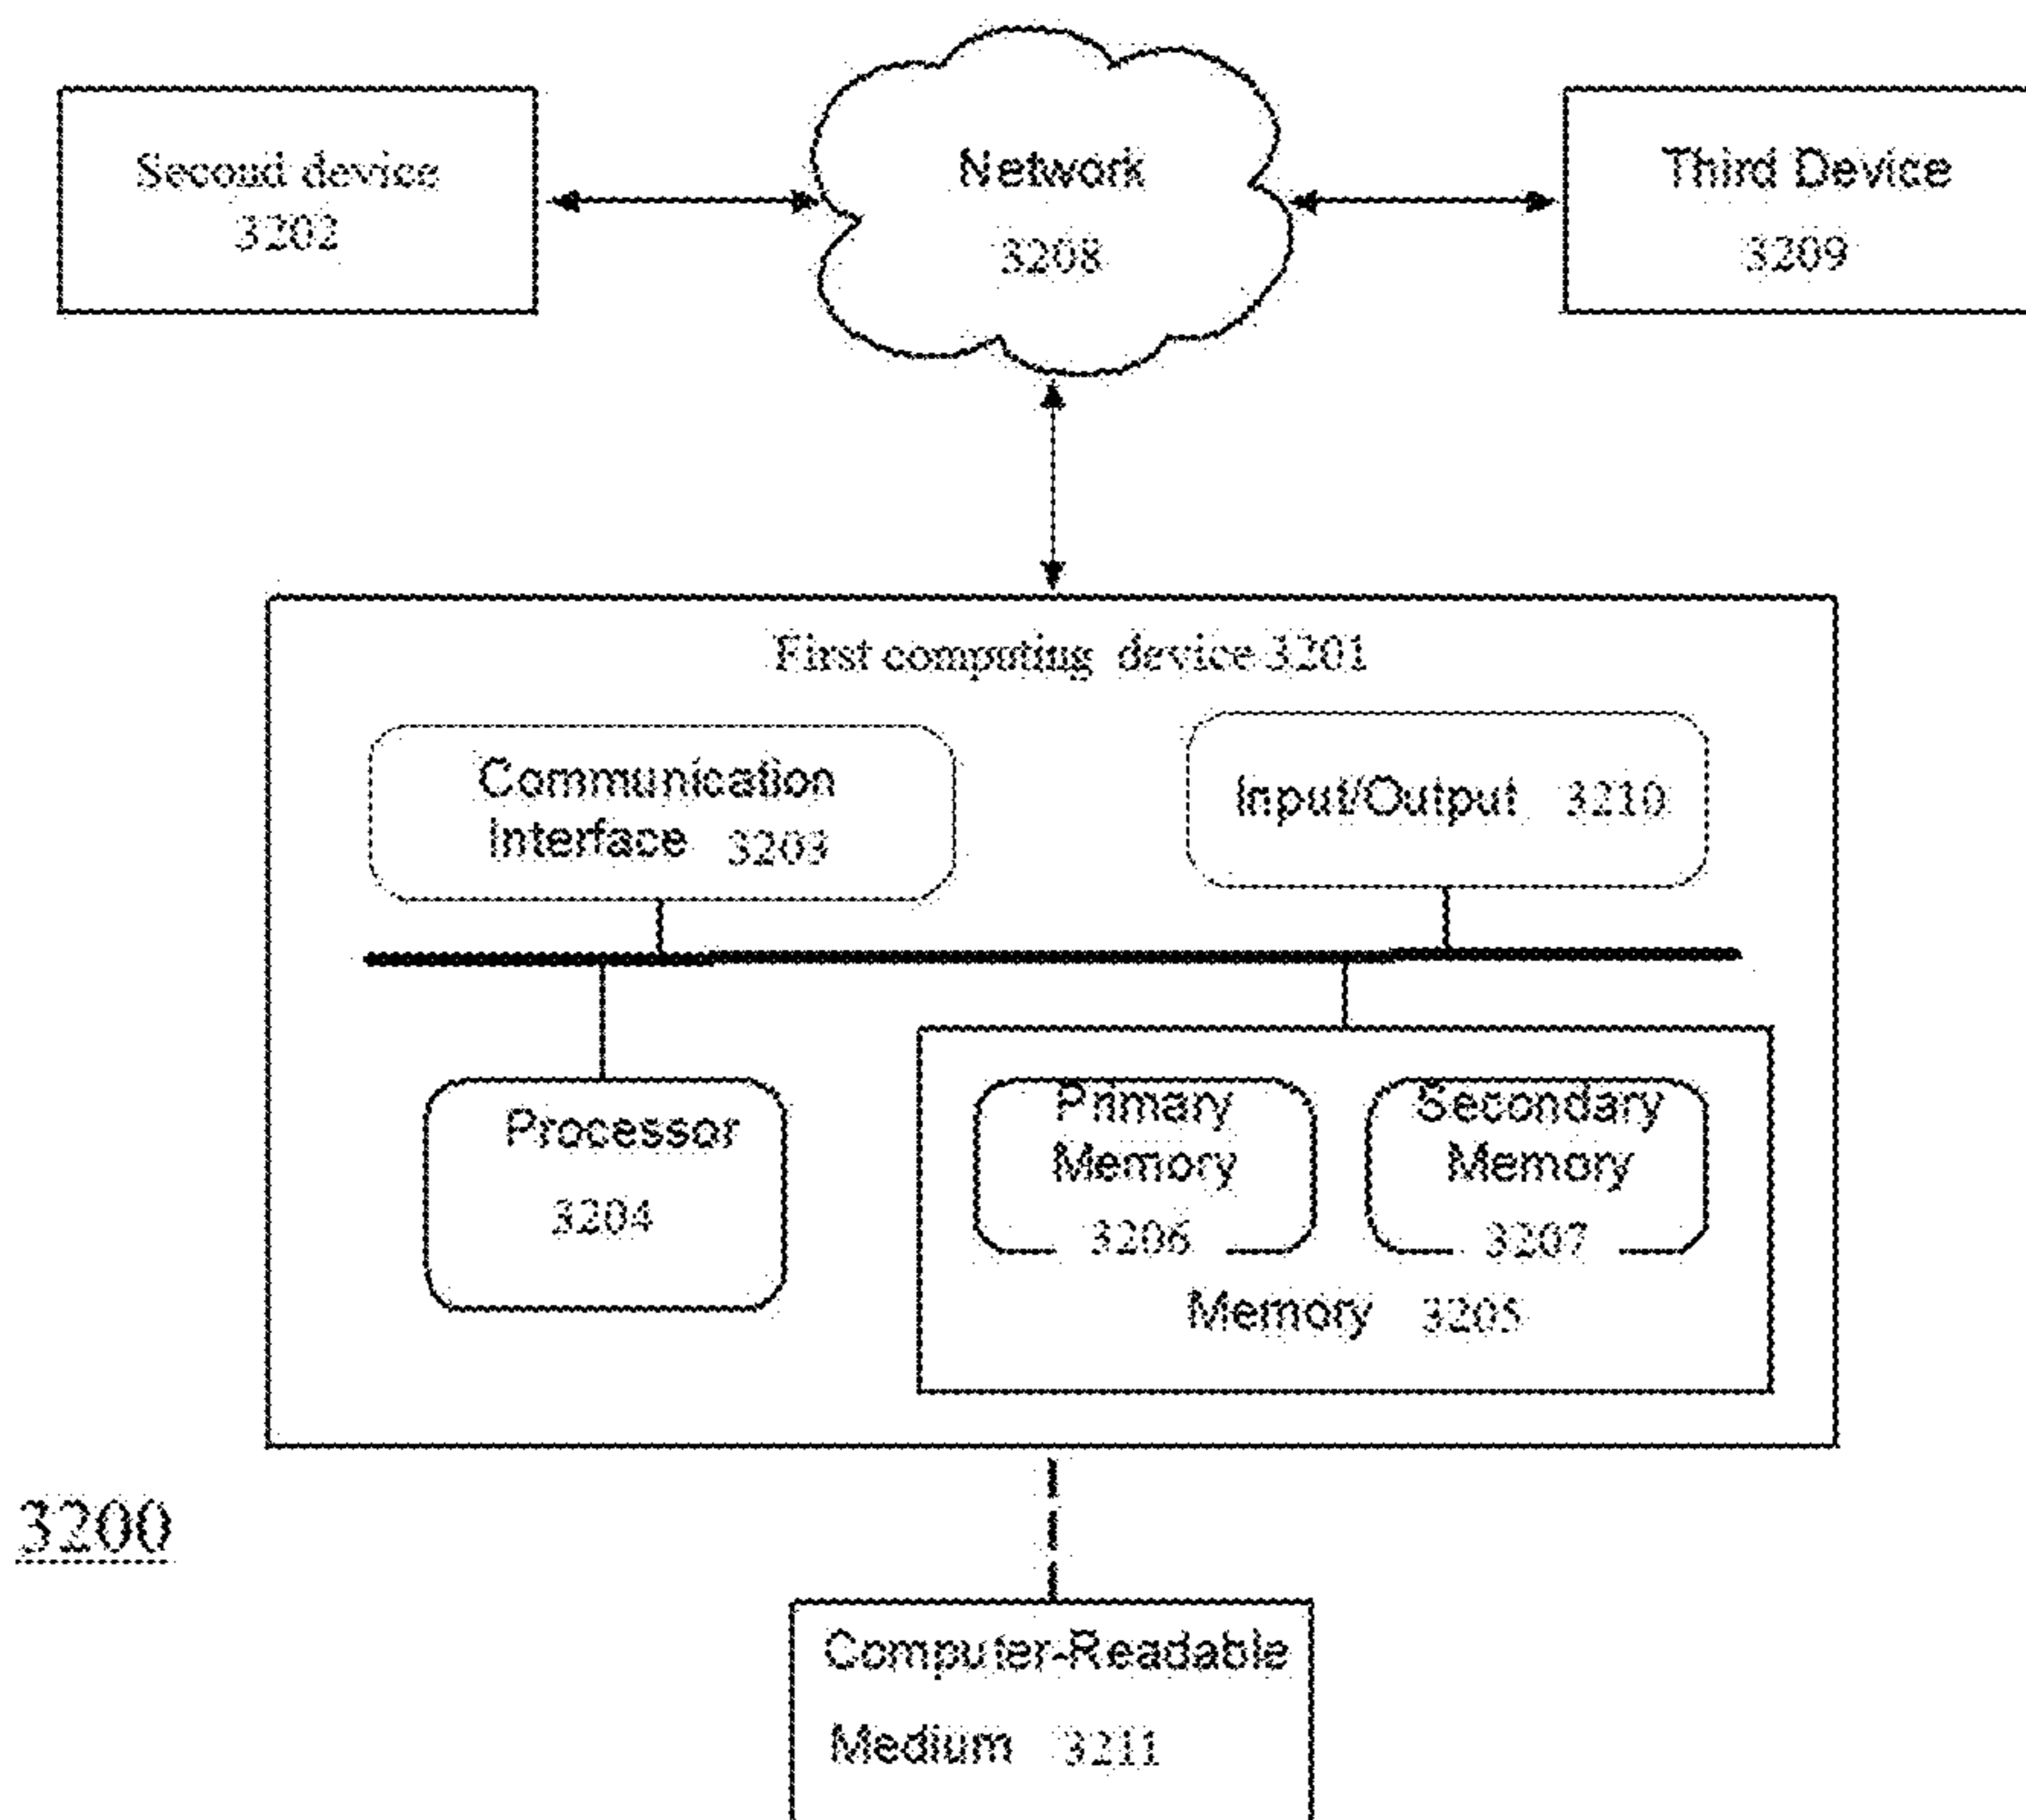 Second device
3202
Network
3208
Third Device
3209
First computing device 3201
Communication
Interface 3203
Input/Output 3210
Processor
3204
Primary
Memory
3206
Secondary
Memory
3207
Memory 3205
3200
Computer-Readable
Medium 3211